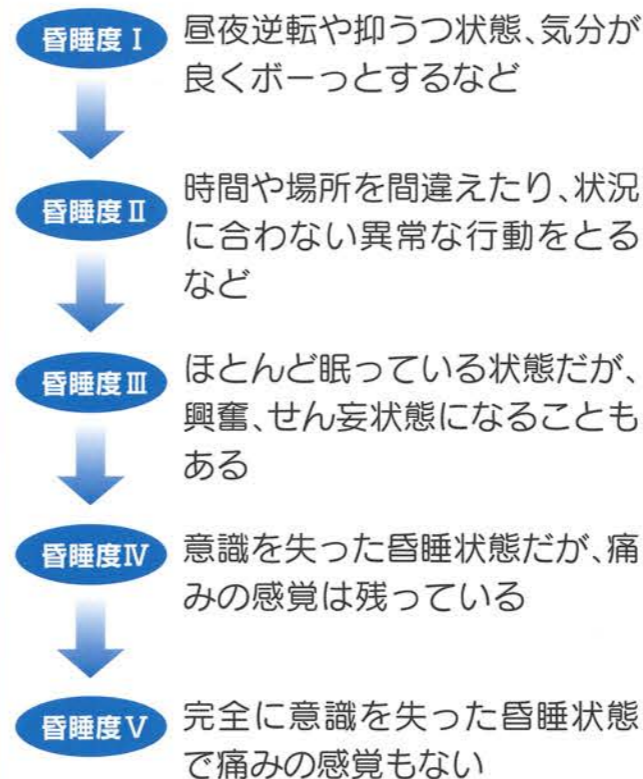 昏睡度Ⅰ
昼夜逆転や抑うつ状態、気分が
良くボーっとするなど
昏睡度Ⅱ
時間や場所を間違えたり、状況
に合わない異常な行動をとる
など
昏睡度Ⅲ
ほとんど眠っている状態だが、
興奮、せん妄状態になることも
ある
昏睡度Ⅳ
意識を失った昏睡状態だが、痛
みの感覚は残っている
昏睡度Ⅴ
完全に意識を失った昏睡状態
で痛みの感覚もない